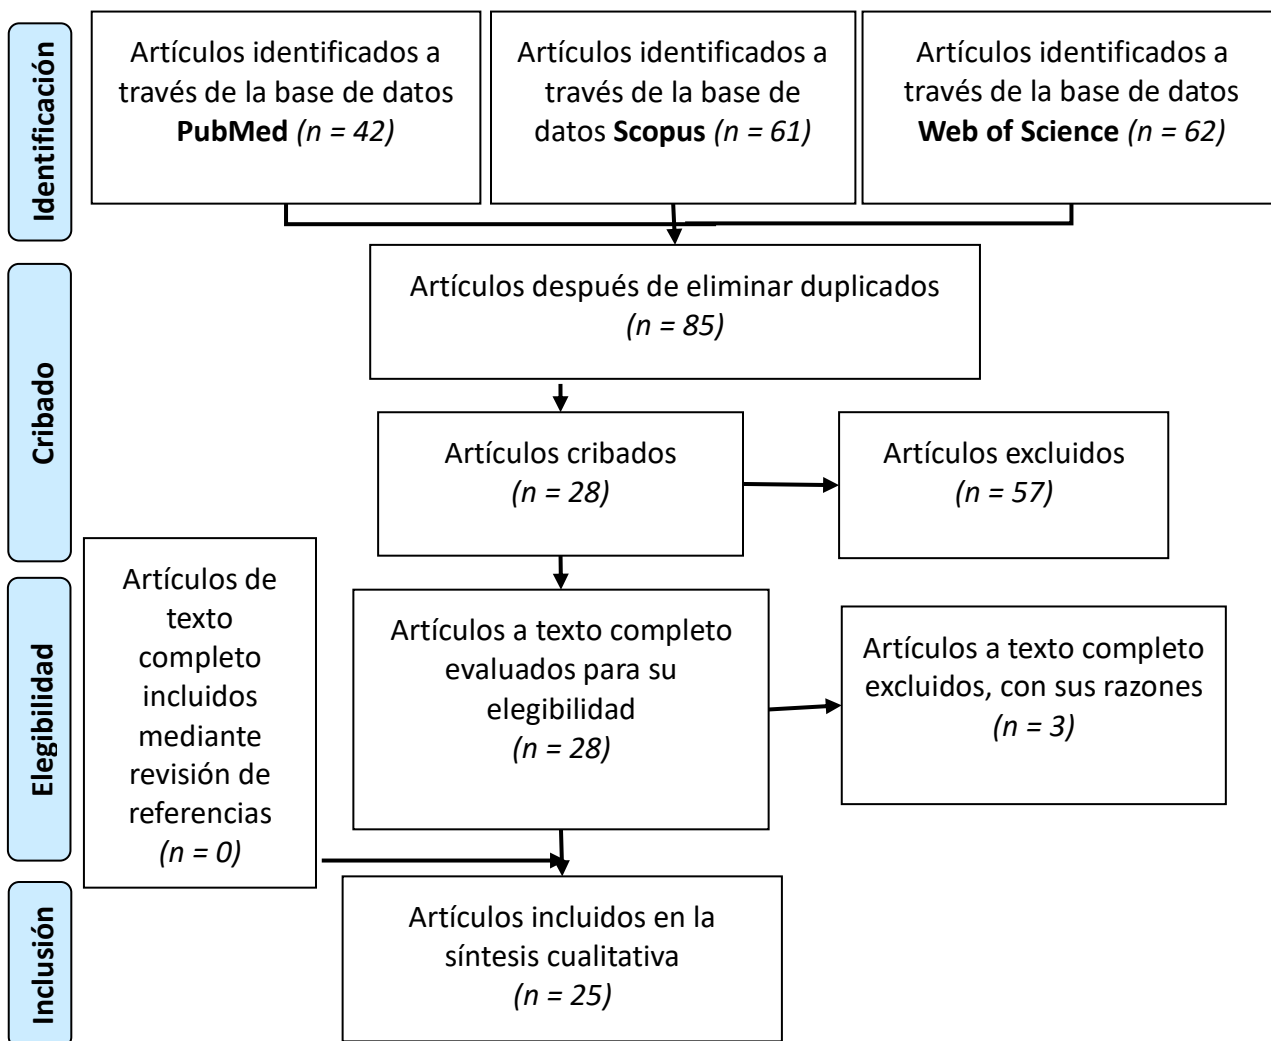 Identificación
Artículos identificados a
través de la base de datos
PubMed (n = 42)
Artículos identificados a
través de la base de
datos Scopus (n = 61)
Artículos identificados a
través de la base de datos
Web of Science (n = 62)
Cribado
Artículos después de eliminar duplicados
(n = 85)
Artículos cribados
(n = 28)
Artículos excluidos
(n = 57)
Elegibilidad
Artículos de
texto
completo
incluidos
mediante
revisión de
referencias
(n = 0)
Artículos a texto completo
evaluados para su
elegibilidad
(n = 28)
Artículos a texto completo
excluidos, con sus razones
(n = 3)
Inclusión
Artículos incluidos en la
síntesis cualitativa
(n = 25)